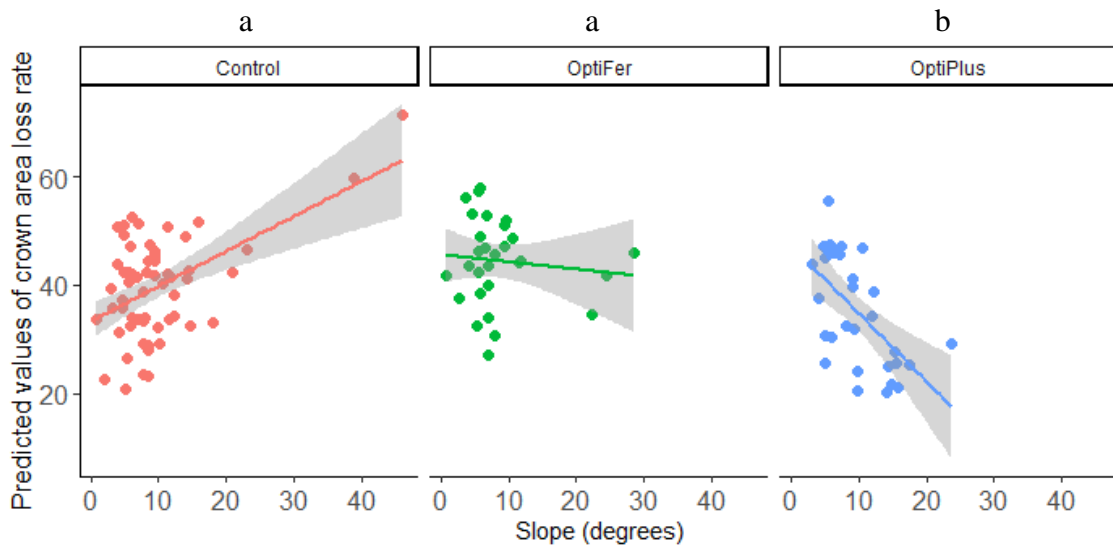 a a b
Control OptiFer OptiPlus
Predicted values of crown area loss rate
60
40
20
0 10 20 30 40 0 10 20 30 40 0 10 20 30 40
Slope (degrees)